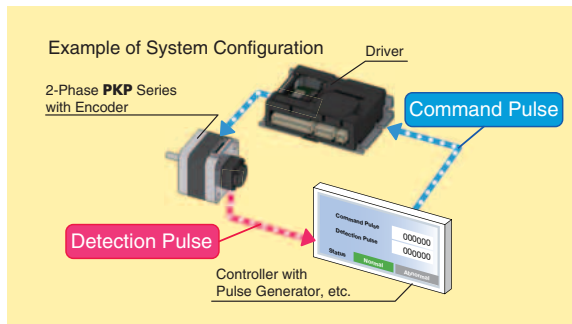 Example of System Configuration
Driver
2-Phase PKP Series
with Encoder
Command Pulse
Detection Pulse
Command Pulse 000000
Detection Pulse 000000
Status Normal Abnormal
Controller with
Pulse Generator, etc.